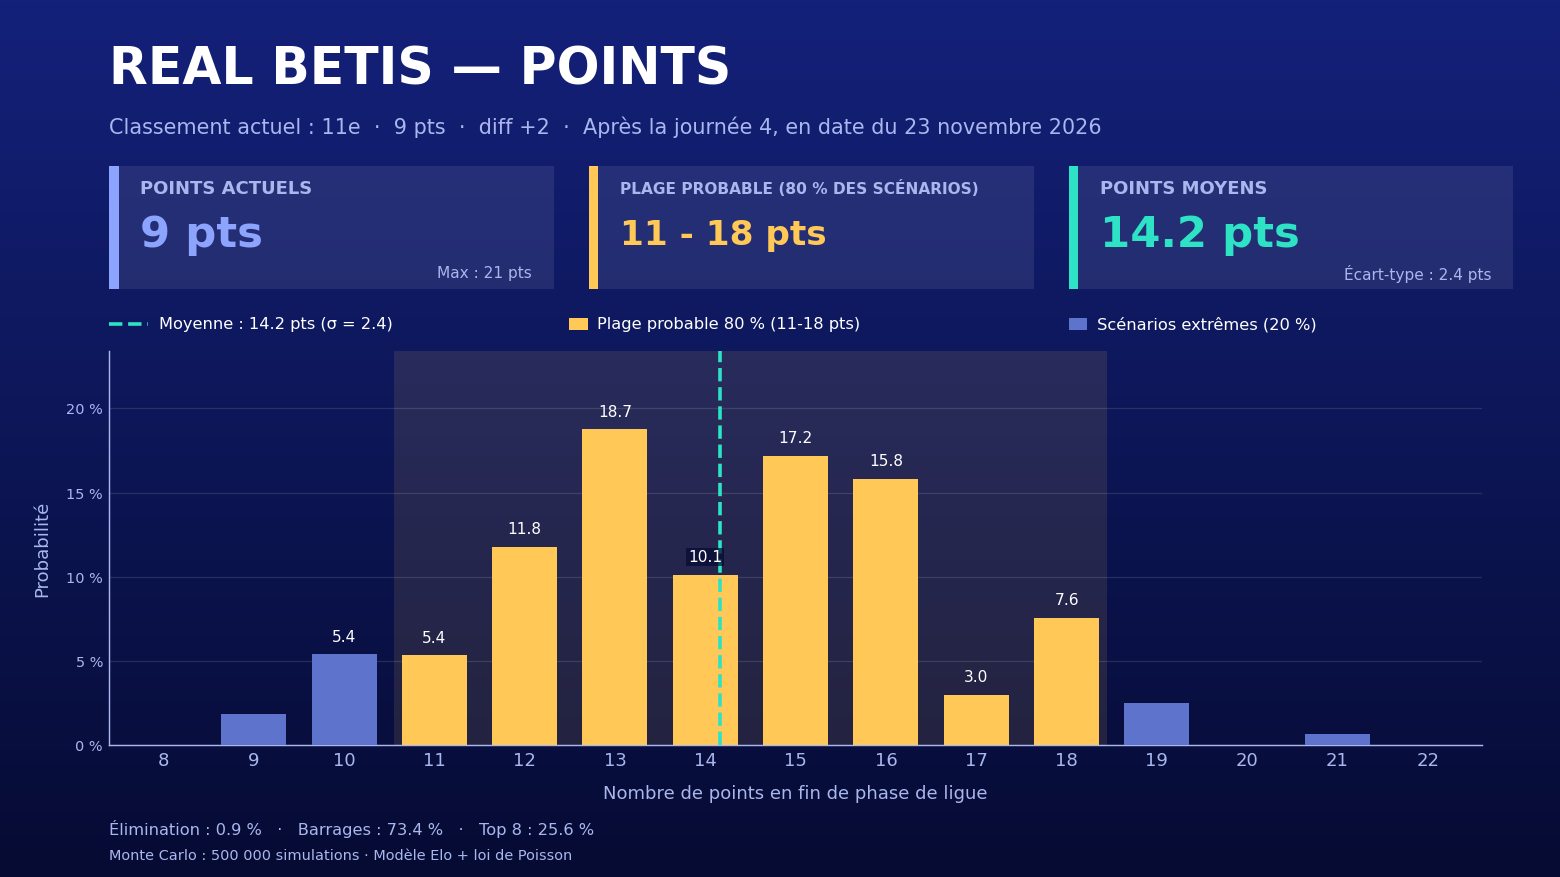 REAL BETIS — POINTS
Classement actuel : 11e · 9 pts · diff +2 · Après la journée 4, en date du 23 novembre 2026
POINTS ACTUELS
9 pts
Max : 21 pts
PLAGE PROBABLE (80 % DES SCÉNARIOS)
11 - 18 pts
POINTS MOYENS
14.2 pts
Écart-type : 2.4 pts
Moyenne : 14.2 pts (σ = 2.4)
Plage probable 80 % (11-18 pts)
Scénarios extrêmes (20 %)
Probabilité
20 %
15 %
10 %
5 %
0 %
5.4
5.4
11.8
18.7
10.1
17.2
15.8
3.0
7.6
8 9 10 11 12 13 14 15 16 17 18 19 20 21 22
Nombre de points en fin de phase de ligue
Élimination : 0.9 % · Barrages : 73.4 % · Top 8 : 25.6 %
Monte Carlo : 500 000 simulations · Modèle Elo + loi de Poisson